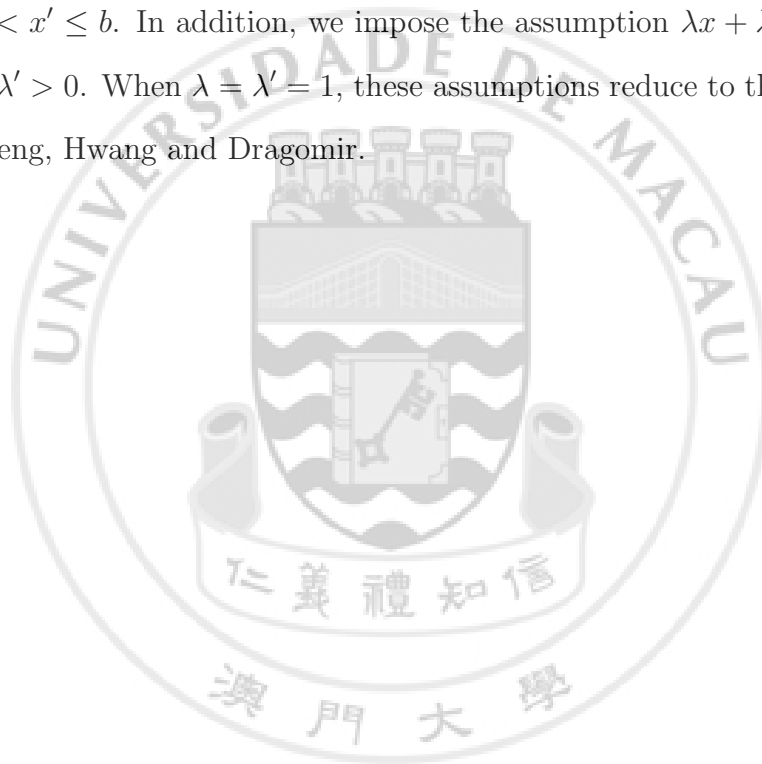 < x′ ≤ b. In addition, we impose the assumption λx + λ
λ′ > 0. When λ = λ′ = 1, these assumptions reduce to th
eng, Hwang and Dragomir.
UNIVERSIDADE DE MACAU
仁義禮知信
澳門大學